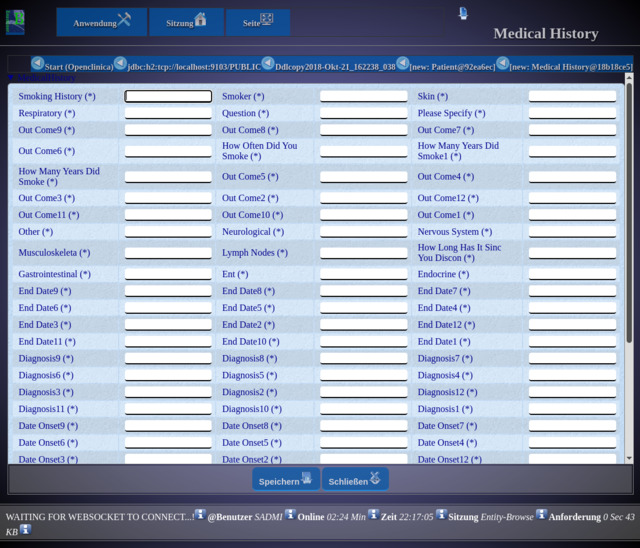 Anwendung Sitzung Seite
Medical History
Start (Openclinica) jdbc:h2:tcp://localhost:9103/PUBLIC Ddlcopy2018-Okt-21_162238_038 [new: Patient@92ea6ec] [new: Medical History@18b18ce5]
Smoking History (*) Smoker (*) Skin (*)
Respiratory (*) Question (*) Please Specify (*)
Out Come9 (*) Out Come8 (*) Out Come7 (*)
Out Come6 (*) How Often Did You Smoke (*) How Many Years Did Smoke1 (*)
How Many Years Did Smoke (*) Out Come5 (*) Out Come4 (*)
Out Come3 (*) Out Come2 (*) Out Come12 (*)
Out Come11 (*) Out Come10 (*) Out Come1 (*)
Other (*) Neurological (*) Nervous System (*)
Musculoskeleta (*) Lymph Nodes (*) How Long Has It Sinc You Discon (*)
Gastrointestinal (*) Ent (*) Endocrine (*)
End Date9 (*) End Date8 (*) End Date7 (*)
End Date6 (*) End Date5 (*) End Date4 (*)
End Date3 (*) End Date2 (*) End Date12 (*)
End Date11 (*) End Date10 (*) End Date1 (*)
Diagnosis9 (*) Diagnosis8 (*) Diagnosis7 (*)
Diagnosis6 (*) Diagnosis5 (*) Diagnosis4 (*)
Diagnosis3 (*) Diagnosis2 (*) Diagnosis12 (*)
Diagnosis11 (*) Diagnosis10 (*) Diagnosis1 (*)
Date Onset9 (*) Date Onset8 (*) Date Onset7 (*)
Date Onset6 (*) Date Onset5 (*) Date Onset4 (*)
Date Onset3 (*) Date Onset2 (*) Date Onset12 (*)
Speichern Schließen
WAITING FOR WEBSOCKET TO CONNECT...! @Benutzer SADMI Online 02:24 Min Zeit 22:17:05 Sitzung Entity-Browse Anforderung 0 Sec 43
KB